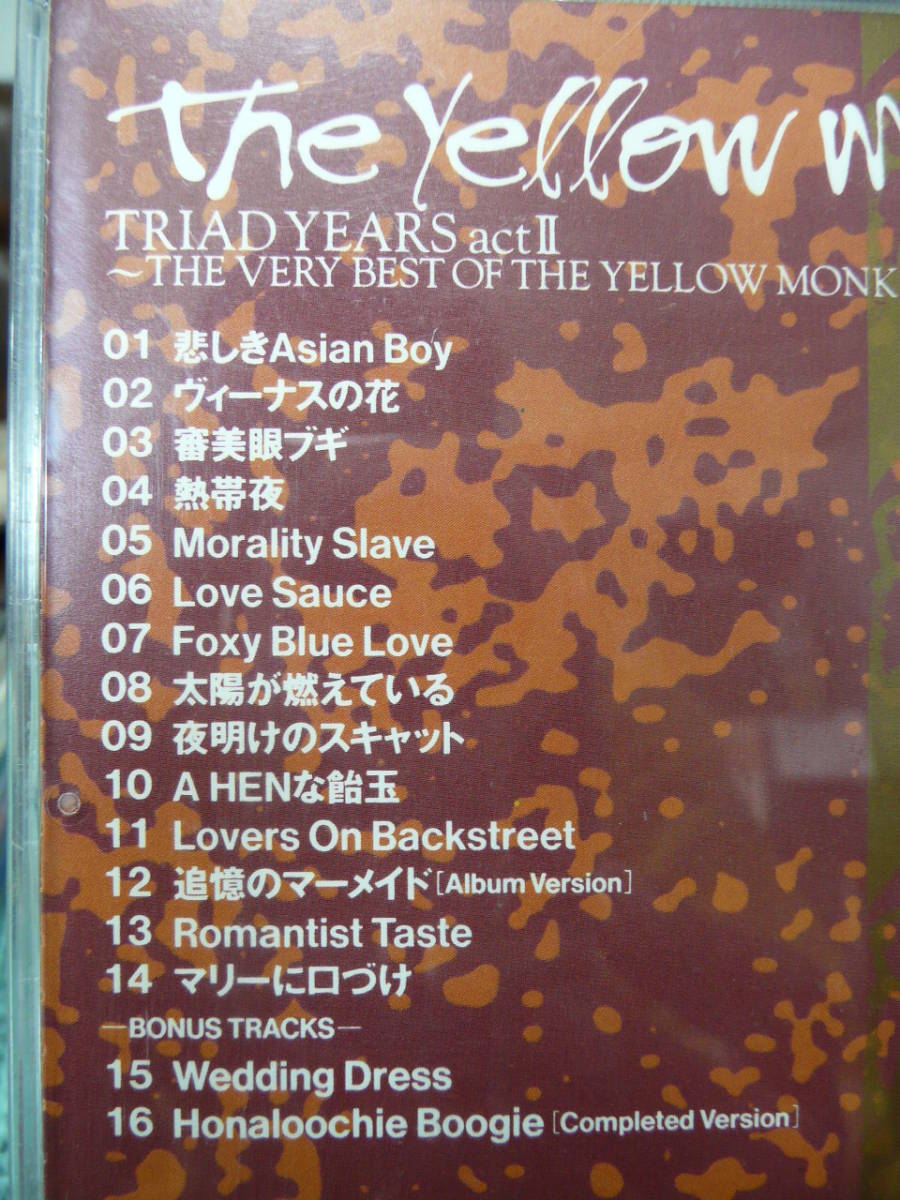 the yellow m
TRIAD YEARS act II
~THE VERY BEST OF THE YELLOW MONK
01 悲しきAsian Boy
02 ヴィーナスの花
03 審美眼ブギ
04 熱帯夜
05 Morality Slave
06 Love Sauce
07 Foxy Blue Love
08 太陽が燃えている
09 夜明けのスキャット
10 A HENな飴玉
11 Lovers On Backstreet
12 追憶のマーメイド[Album Version]
13 Romantist Taste
14 マリーに口づけ
—BONUS TRACKS—
15 Wedding Dress
16 Honaloochie Boogie [Completed Version]